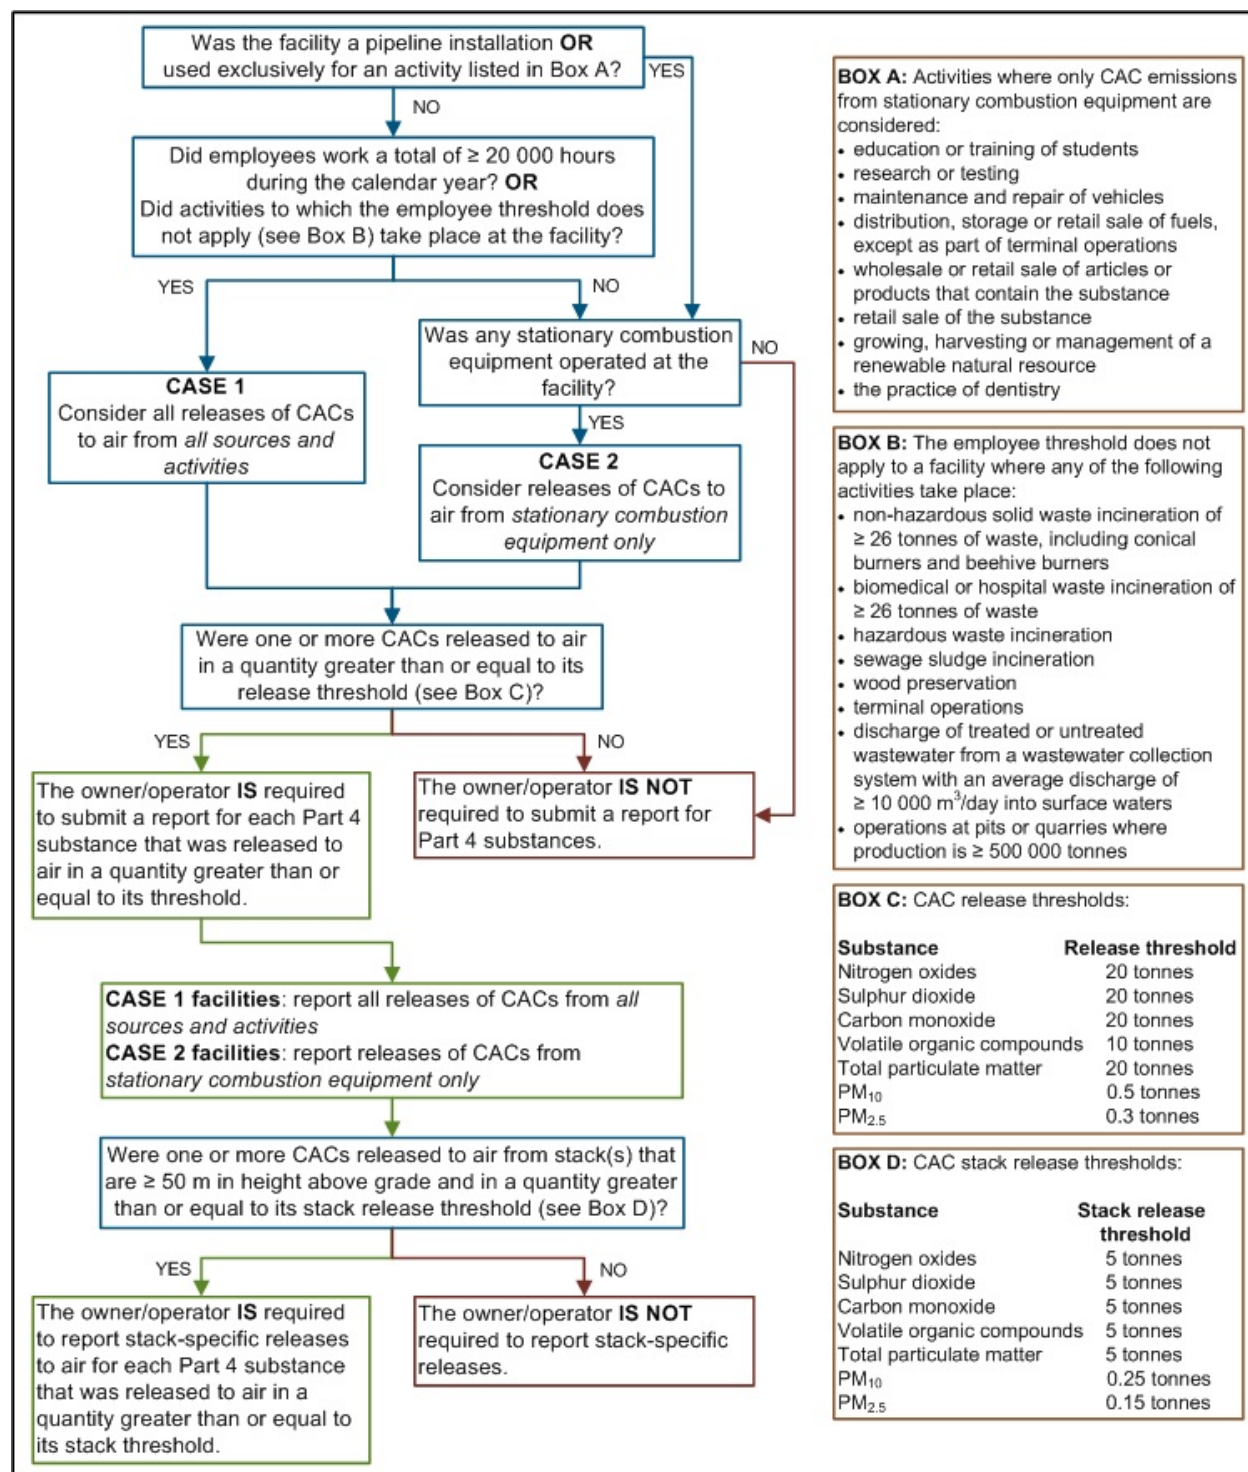 Was the facility a pipeline installation OR
used exclusively for an activity listed in Box A?
YES
NO
Did employees work a total of ≥ 20 000 hours
during the calendar year? OR
Did activities to which the employee threshold does
not apply (see Box B) take place at the facility?
YES
NO
Was any stationary combustion
equipment operated at the
facility?
NO
CASE 1
Consider all releases of CACs
to air from all sources and
activities
YES
CASE 2
Consider releases of CACs to
air from stationary combustion
equipment only
Were one or more CACs released to air
in a quantity greater than or equal to its
release threshold (see Box C)?
YES
NO
The owner/operator IS required
to submit a report for each Part 4
substance that was released to
air in a quantity greater than or
equal to its threshold.
The owner/operator IS NOT
required to submit a report for
Part 4 substances.
CASE 1 facilities: report all releases of CACs from all
sources and activities
CASE 2 facilities: report releases of CACs from
stationary combustion equipment only
Were one or more CACs released to air from stack(s) that
are ≥ 50 m in height above grade and in a quantity greater
than or equal to its stack release threshold (see Box D)?
YES
NO
The owner/operator IS required
to report stack-specific releases
to air for each Part 4 substance
that was released to air in a
quantity greater than or equal to
its stack threshold.
The owner/operator IS NOT
required to report stack-specific
releases.
BOX A: Activities where only CAC emissions
from stationary combustion equipment are
considered:
• education or training of students
• research or testing
• maintenance and repair of vehicles
• distribution, storage or retail sale of fuels,
except as part of terminal operations
• wholesale or retail sale of articles or
products that contain the substance
• retail sale of the substance
• growing, harvesting or management of a
renewable natural resource
• the practice of dentistry
BOX B: The employee threshold does not
apply to a facility where any of the following
activities take place:
• non-hazardous solid waste incineration of
≥ 26 tonnes of waste, including conical
burners and beehive burners
• biomedical or hospital waste incineration of
≥ 26 tonnes of waste
• hazardous waste incineration
• sewage sludge incineration
• wood preservation
• terminal operations
• discharge of treated or untreated
wastewater from a wastewater collection
system with an average discharge of
≥ 10 000 m³/day into surface waters
• operations at pits or quarries where
production is ≥ 500 000 tonnes
BOX C: CAC release thresholds:
Substance Release threshold
Nitrogen oxides 20 tonnes
Sulphur dioxide 20 tonnes
Carbon monoxide 20 tonnes
Volatile organic compounds 10 tonnes
Total particulate matter 20 tonnes
PM₁₀ 0.5 tonnes
PM₂.₅ 0.3 tonnes
BOX D: CAC stack release thresholds:
Substance Stack release
threshold
Nitrogen oxides 5 tonnes
Sulphur dioxide 5 tonnes
Carbon monoxide 5 tonnes
Volatile organic compounds 5 tonnes
Total particulate matter 5 tonnes
PM₁₀ 0.25 tonnes
PM₂.₅ 0.15 tonnes